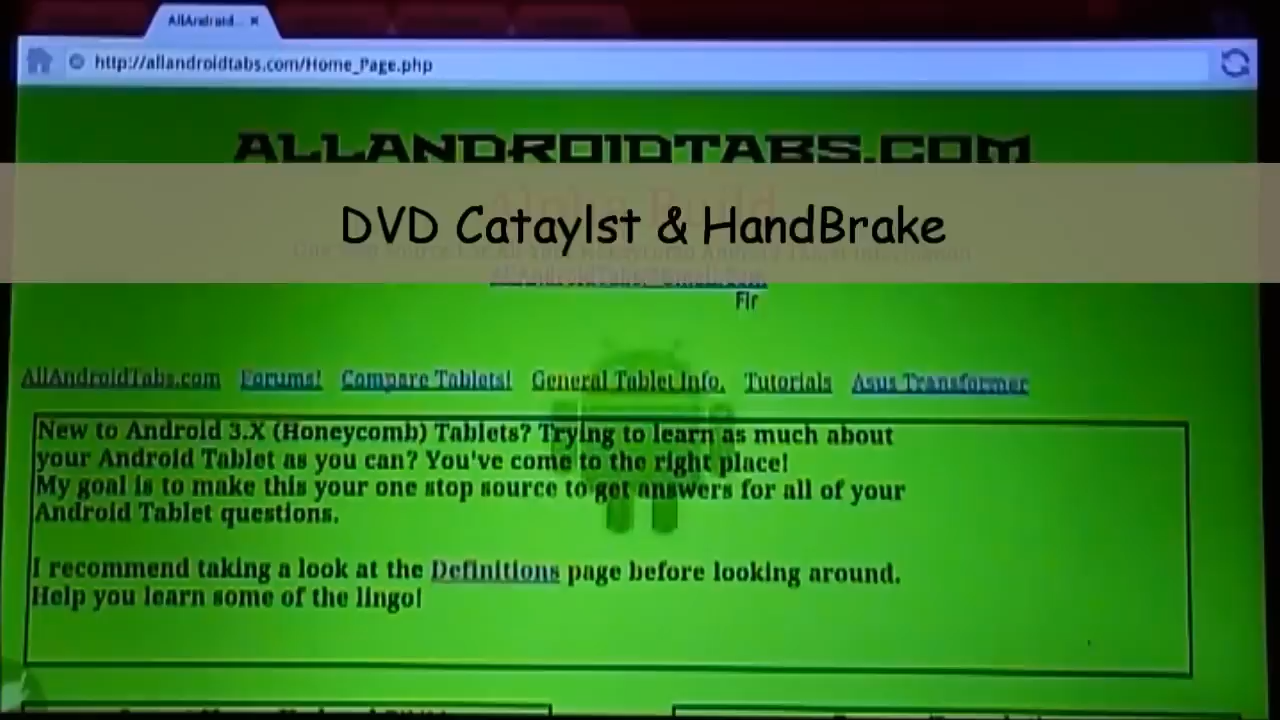 AllAndroid...
http://allandroidtabs.com/Home_Page.php
ALLANDROIDTABS.COM
DVD Cataylst & HandBrake
Fir
AllAndroidTabs.com Forums! Compare Tablets! General Tablet Info. Tutorials Asus Transformer
New to Android 3.X (Honeycomb) Tablets? Trying to learn as much about
your Android Tablet as you can? You've come to the right place!
My goal is to make this your one stop source to get answers for all of your
Android Tablet questions.
I recommend taking a look at the Definitions page before looking around.
Help you learn some of the lingo!